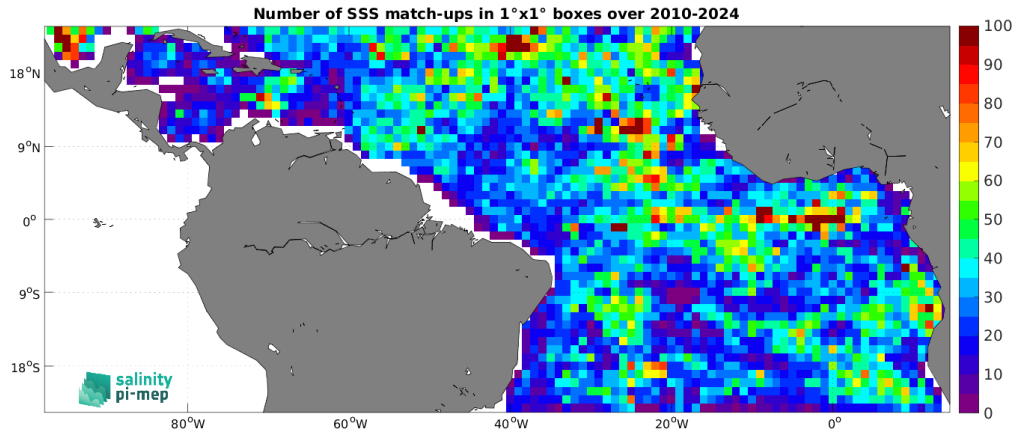 Number of SSS match-ups in 1°x1° boxes over 2010-2024
100
90
80
70
60
50
40
30
20
10
0
18°N
9°N
0°
9°S
18°S
80°W
60°W
40°W
20°W
0°
salinity
pi-mep